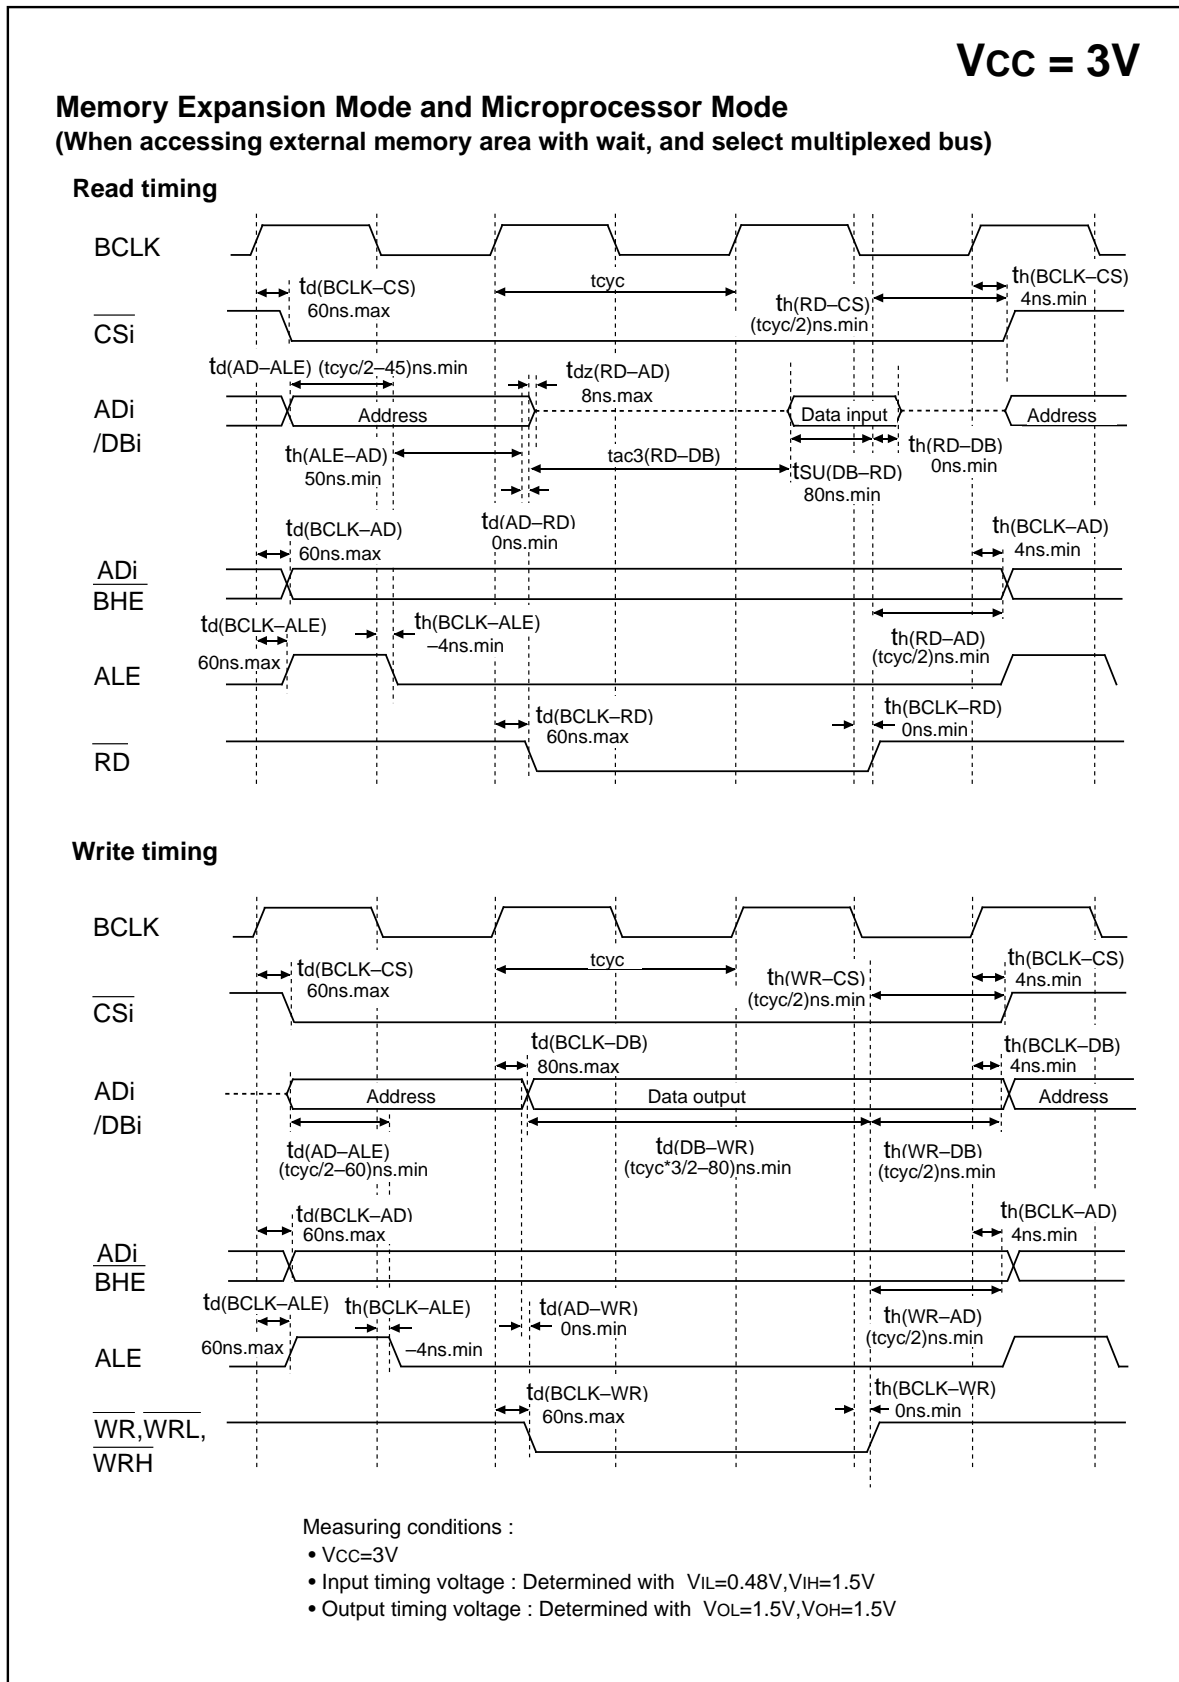 VCC = 3V
Memory Expansion Mode and Microprocessor Mode
(When accessing external memory area with wait, and select multiplexed bus)
Read timing
BCLK
td(BCLK–CS)
60ns.max
tcyc
th(RD–CS)
(tcyc/2)ns.min
th(BCLK–CS)
4ns.min
CSi
td(AD–ALE) (tcyc/2–45)ns.min
tdz(RD–AD)
8ns.max
ADi
/DBi
Address
Data input
Address
th(ALE–AD)
50ns.min
tac3(RD–DB)
tSU(DB–RD)
80ns.min
th(RD–DB)
0ns.min
td(AD–RD)
0ns.min
td(BCLK–AD)
60ns.max
th(BCLK–AD)
4ns.min
ADi
BHE
td(BCLK–ALE)
60ns.max
th(BCLK–ALE)
–4ns.min
th(RD–AD)
(tcyc/2)ns.min
ALE
td(BCLK–RD)
60ns.max
th(BCLK–RD)
0ns.min
RD
Write timing
BCLK
td(BCLK–CS)
60ns.max
tcyc
th(WR–CS)
(tcyc/2)ns.min
th(BCLK–CS)
4ns.min
CSi
td(BCLK–DB)
80ns.max
th(BCLK–DB)
4ns.min
ADi
/DBi
Address
Data output
Address
td(AD–ALE)
(tcyc/2–60)ns.min
td(DB–WR)
(tcyc*3/2–80)ns.min
th(WR–DB)
(tcyc/2)ns.min
td(BCLK–AD)
60ns.max
th(BCLK–AD)
4ns.min
ADi
BHE
td(BCLK–ALE)
60ns.max
th(BCLK–ALE)
–4ns.min
td(AD–WR)
0ns.min
th(WR–AD)
(tcyc/2)ns.min
ALE
td(BCLK–WR)
60ns.max
th(BCLK–WR)
0ns.min
WR,WRL,
WRH
Measuring conditions :
• VCC=3V
• Input timing voltage : Determined with VIL=0.48V,VIH=1.5V
• Output timing voltage : Determined with VOL=1.5V,VOH=1.5V